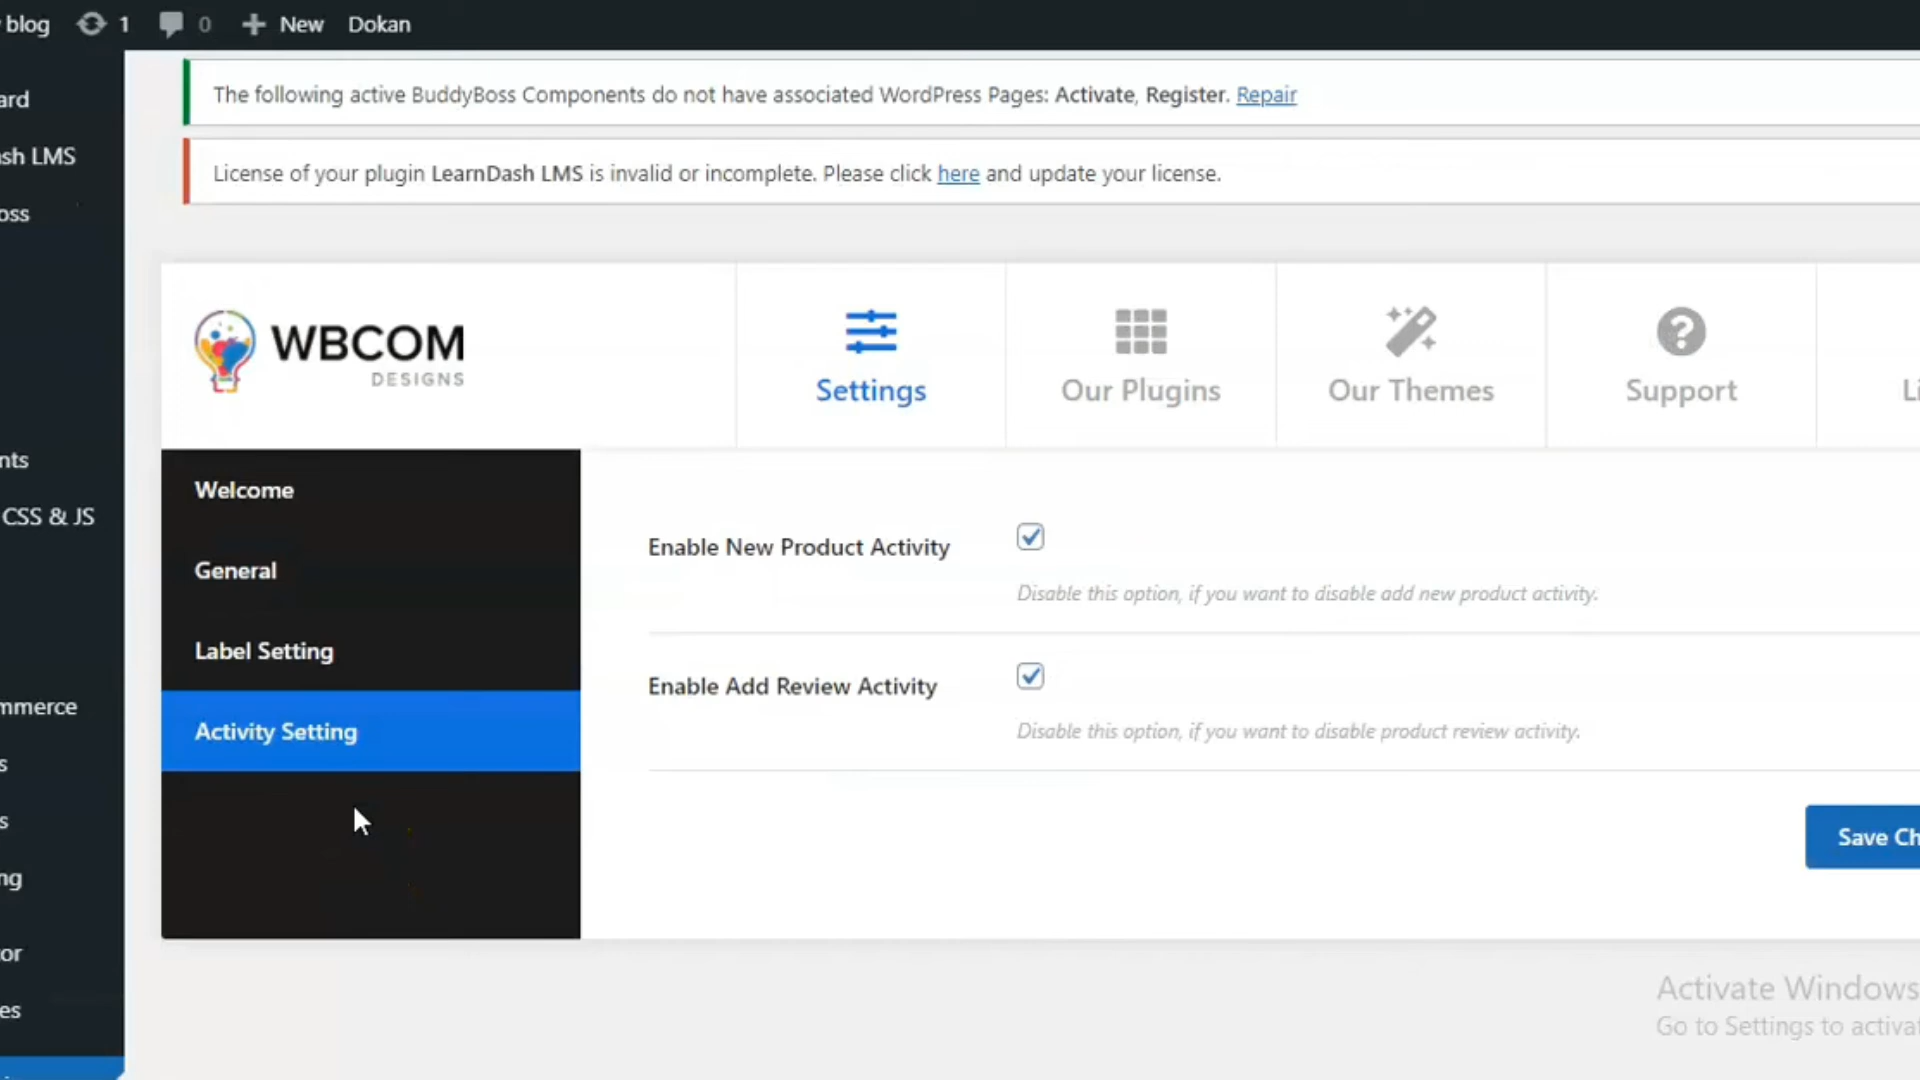 blog 1 0 New Dokan
ard
sh LMS
oss
nts
CSS & JS
mmerce
s
s
ng
or
es
The following active BuddyBoss Components do not have associated WordPress Pages: Activate, Register. Repair
License of your plugin LearnDash LMS is invalid or incomplete. Please click here and update your license.
WBCOM
DESIGNS
Settings
Our Plugins
Our Themes
Support
Li
Welcome
General
Label Setting
Activity Setting
Enable New Product Activity
Disable this option, if you want to disable add new product activity.
Enable Add Review Activity
Disable this option, if you want to disable product review activity.
Save Ch
Activate Windows
Go to Settings to activa